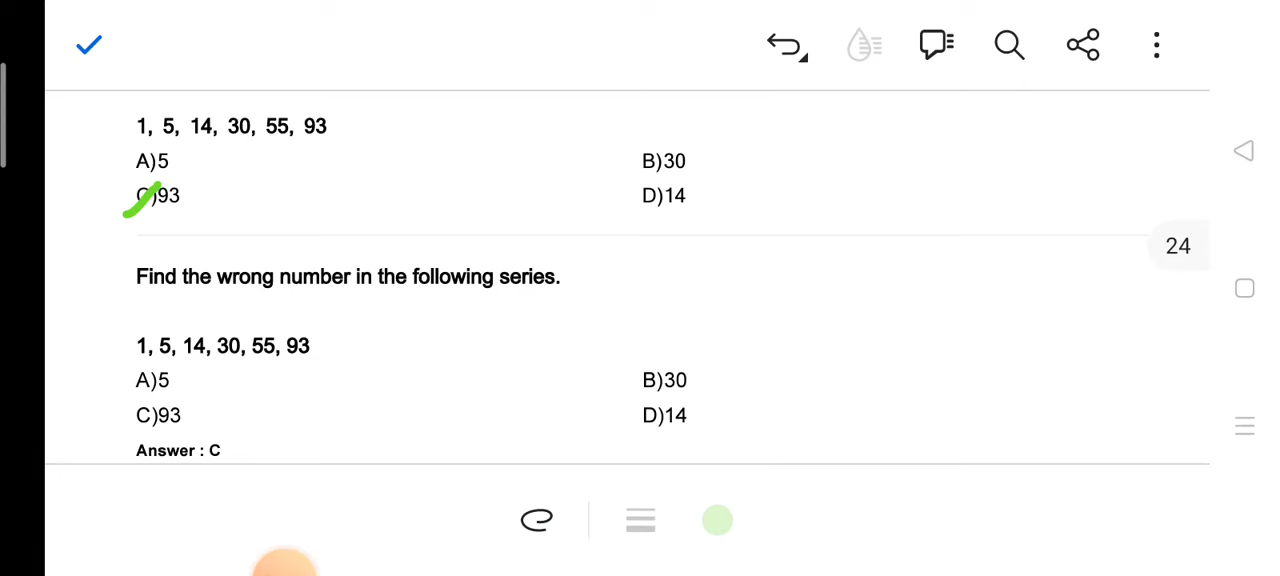 1, 5, 14, 30, 55, 93
A)5 B)30
C)93 D)14
24
Find the wrong number in the following series.
1, 5, 14, 30, 55, 93
A)5 B)30
C)93 D)14
Answer : C